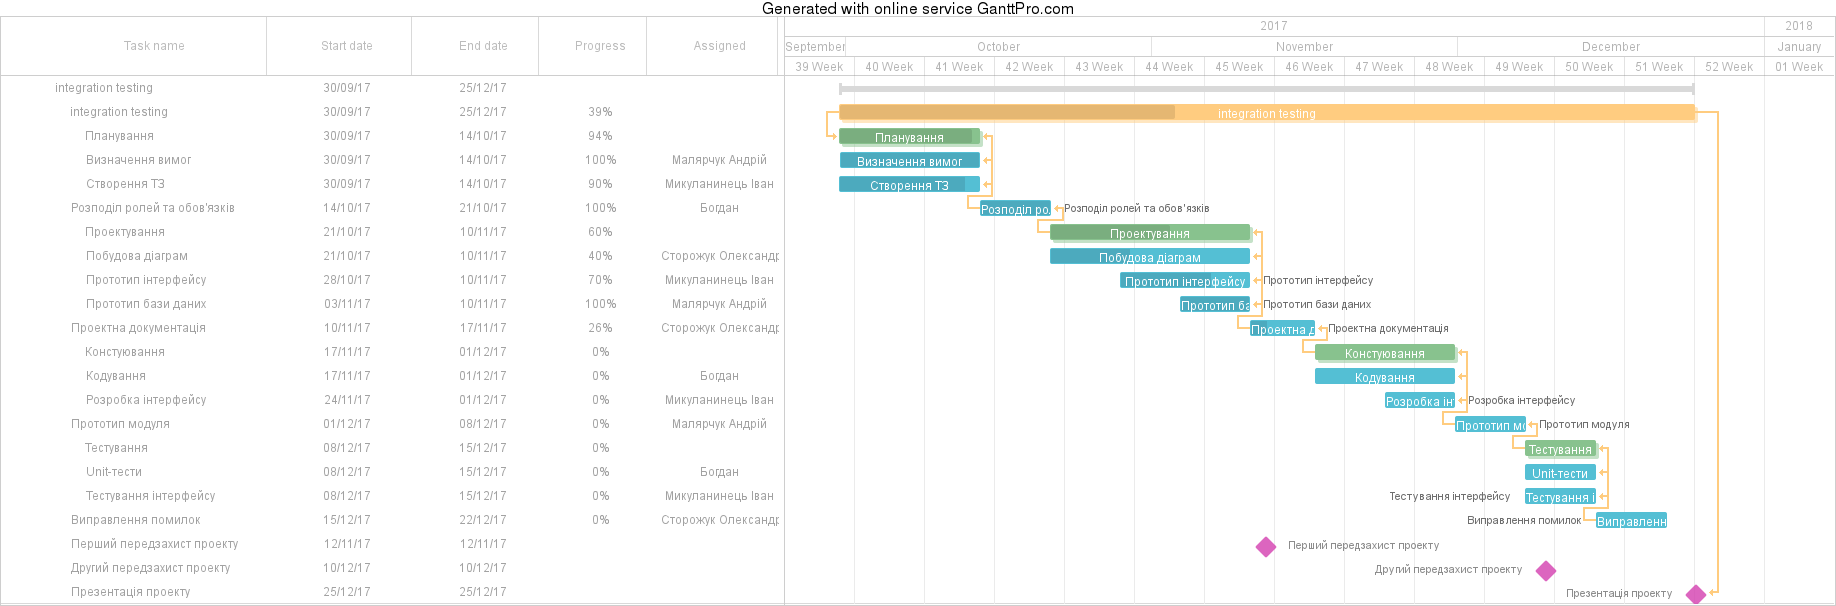 Generated with online service GanttPro.com
Task name Start date End date Progress Assigned
2017 2018
September October November December January
39 Week 40 Week 41 Week 42 Week 43 Week 44 Week 45 Week 46 Week 47 Week 48 Week 49 Week 50 Week 51 Week 52 Week 01 Week
integration testing 30/09/17 25/12/17
integration testing 30/09/17 25/12/17 39% integration testing
Планування 30/09/17 14/10/17 94% Планування
Визначення вимог 30/09/17 14/10/17 100% Малярчук Андрій Визначення вимог
Створення ТЗ 30/09/17 14/10/17 90% Микуланинець Іван Створення ТЗ
Розподіл ролей та обов'язків 14/10/17 21/10/17 100% Богдан Розподіл ро Розподіл ролей та обов'язків
Проектування 21/10/17 10/11/17 60% Проектування
Побудова діаграм 21/10/17 10/11/17 40% Сторожук Олександр Побудова діаграм
Прототип інтерфейсу 28/10/17 10/11/17 70% Микуланинець Іван Прототип інтерфейсу Прототип інтерфейсу
Прототип бази даних 03/11/17 10/11/17 100% Малярчук Андрій Прототип ба Прототип бази даних
Проектна документація 10/11/17 17/11/17 26% Сторожук Олександр Проектна д Проектна документація
Констуювання 17/11/17 01/12/17 0% Констуювання
Кодування 17/11/17 01/12/17 0% Богдан Кодування
Розробка інтерфейсу 24/11/17 01/12/17 0% Микуланинець Іван Розробка ін Розробка інтерфейсу
Прототип модуля 01/12/17 08/12/17 0% Малярчук Андрій Прототип мо Прототип модуля
Тестування 08/12/17 15/12/17 0% Тестування
Unit-тести 08/12/17 15/12/17 0% Богдан Unit-тести
Тестування інтерфейсу 08/12/17 15/12/17 0% Микуланинець Іван Тестування інтерфейсу Тестування і
Виправлення помилок 15/12/17 22/12/17 0% Сторожук Олександр Виправлення помилок Виправленн
Перший передзахист проекту 12/11/17 12/11/17 Перший передзахист проекту
Другий передзахист проекту 10/12/17 10/12/17 Другий передзахист проекту
Презентація проекту 25/12/17 25/12/17 Презентація проекту